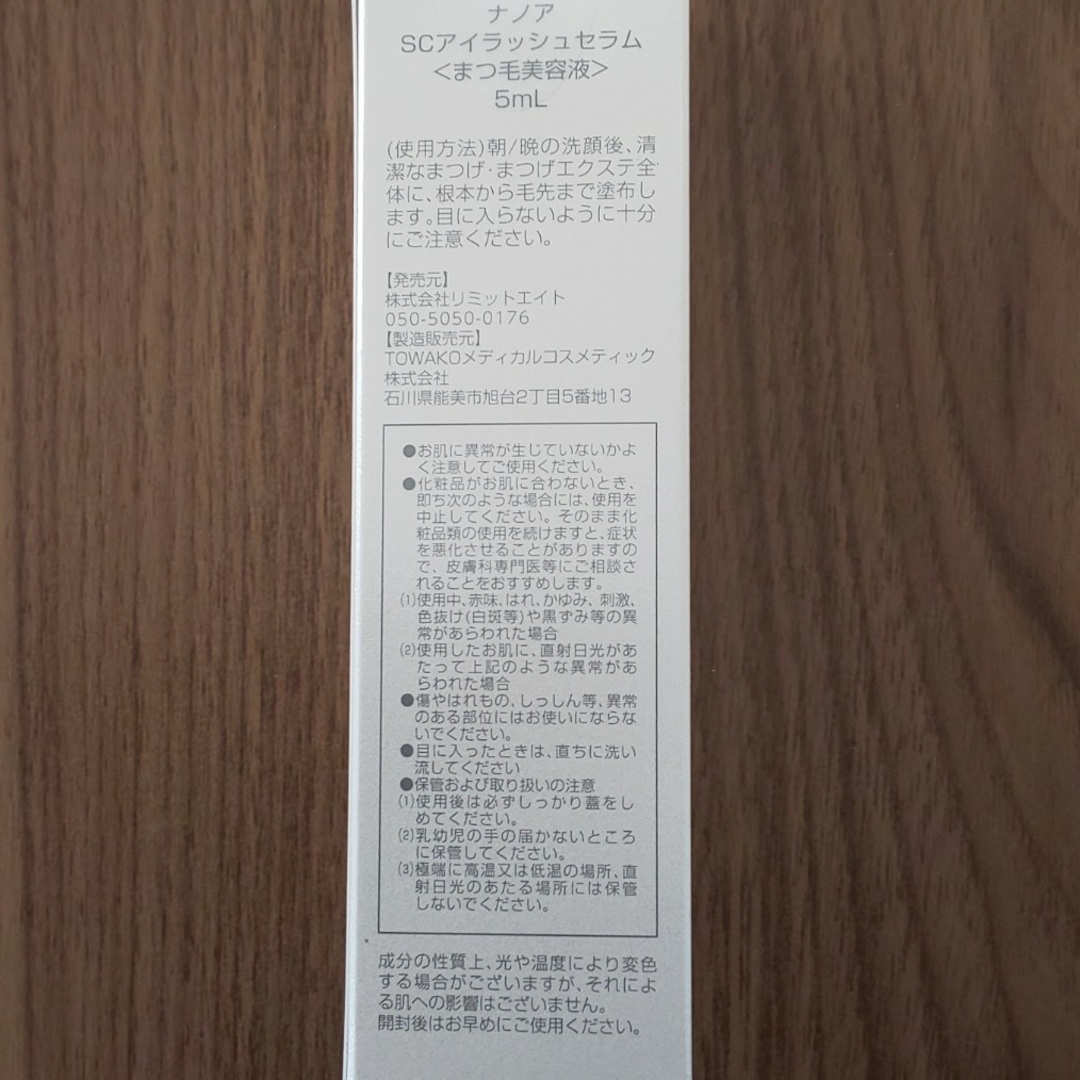 ナノア
SCアイラッシュセラム
<まつ毛美容液>
5mL
(使用方法)朝/晩の洗顔後、清
潔なまつげ・まつげエクステ全
体に、根本から毛先まで塗布し
ます。目に入らないように十分
にご注意ください。
【発売元】
株式会社リミットエイト
050-5050-0176
【製造販売元】
TOWAKOメディカルコスメティック
株式会社
石川県能美市旭台2丁目5番地13
●お肌に異常が生じていないかよ
く注意してご使用ください。
●化粧品がお肌に合わないとき、
即ち次のような場合には、使用を
中止してください。そのまま化
粧品類の使用を続けますと、症状
を悪化させることがありますの
で、皮膚科専門医等にご相談さ
れることをおすすめします。
(1)使用中、赤味、はれ、かゆみ、刺激、
色抜け(白斑等)や黒ずみ等の異
常があらわれた場合
(2)使用したお肌に、直射日光があ
たって上記のような異常があ
らわれた場合
●傷やはれもの、しっしん等、異常
のある部位にはお使いにならな
いでください。
●目に入ったときは、直ちに洗い
流してください
●保管および取り扱いの注意
(1)使用後は必ずしっかり蓋をし
めてください。
(2)乳幼児の手の届かないところ
に保管してください。
(3)極端に高温又は低温の場所、直
射日光のあたる場所には保管
しないでください。
成分の性質上、光や温度により変色
する場合がございますが、それによ
る肌への影響はございません。
開封後はお早めにご使用ください。